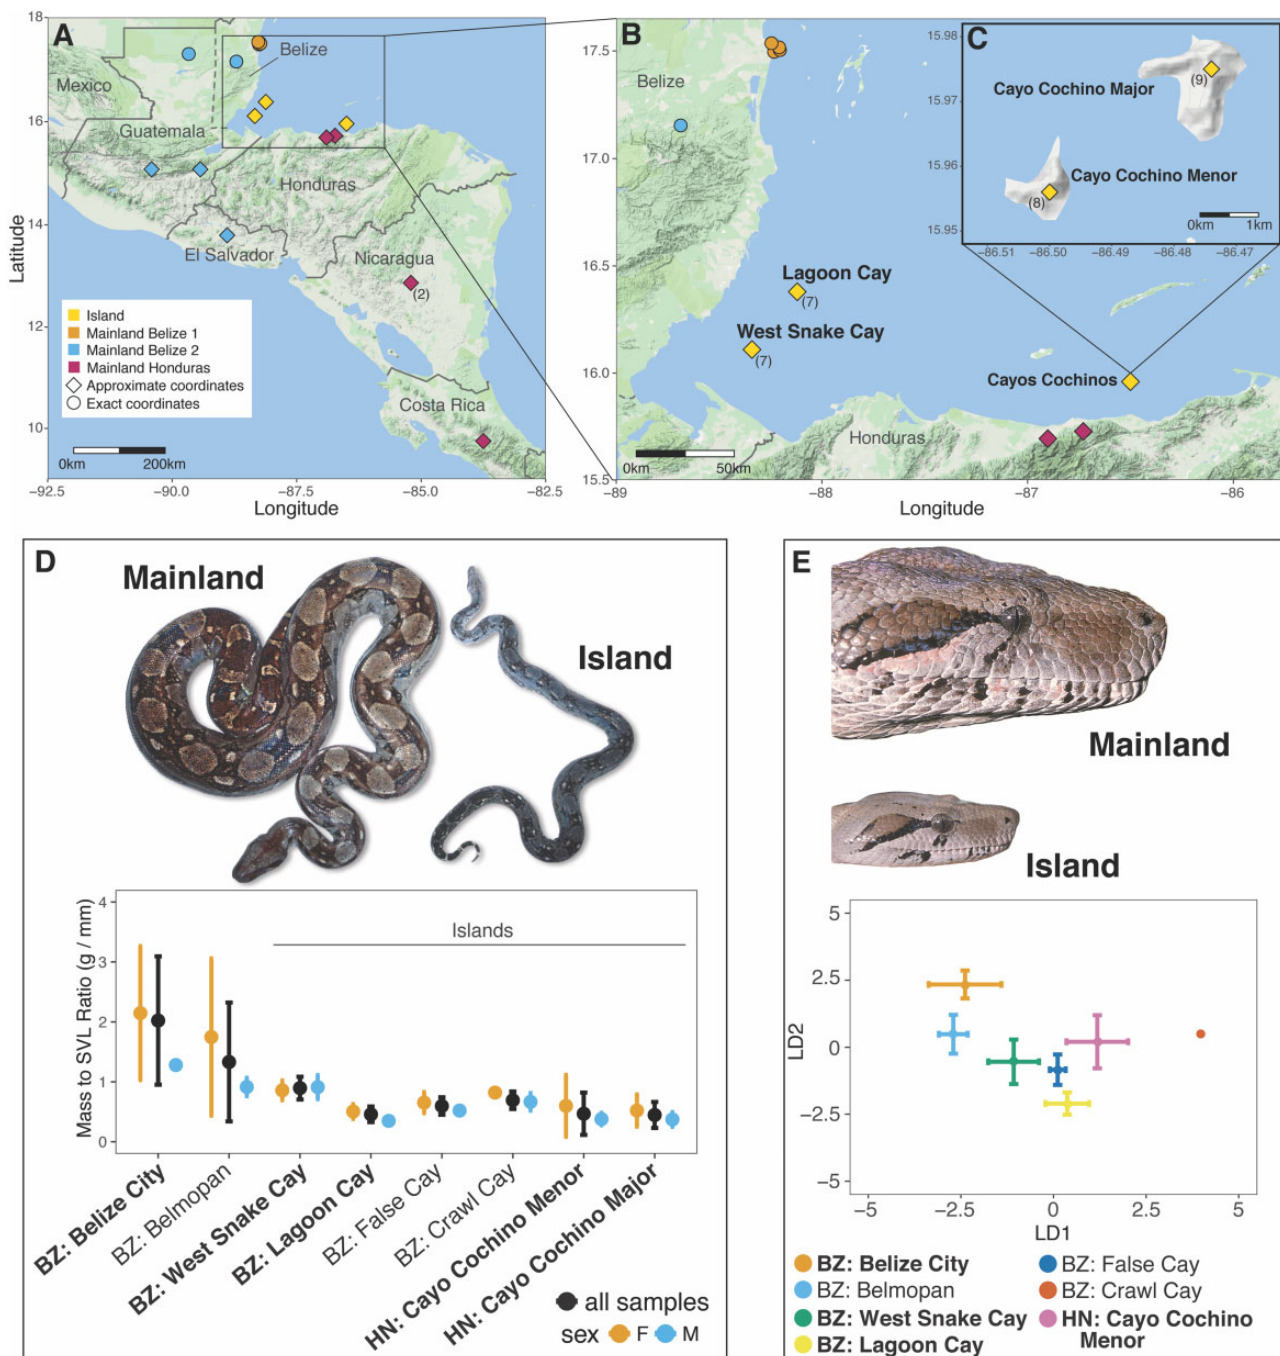 A
18
16
14
12
10
Latitude
Mexico
Belize
Guatemala
Honduras
El Salvador
Nicaragua
(2)
Costa Rica
Island
Mainland Belize 1
Mainland Belize 2
Mainland Honduras
Approximate coordinates
Exact coordinates
0km 200km
−92.5 −90.0 −87.5 −85.0 −82.5
Longitude
B
17.5
17.0
16.5
16.0
15.5
Belize
Lagoon Cay
(7)
West Snake Cay
(7)
Cayos Cochinos
Honduras
0km 50km
−89 −88 −87 −86
Longitude
C
15.98
15.97
15.96
15.95
Cayo Cochino Major
(9)
Cayo Cochino Menor
(8)
0km 1km
−86.51 −86.50 −86.49 −86.48 −86.47
D
Mainland
Island
Mass to SVL Ratio (g / mm)
4
3
2
1
0
Islands
BZ: Belize City
BZ: Belmopan
BZ: West Snake Cay
BZ: Lagoon Cay
BZ: False Cay
BZ: Crawl Cay
HN: Cayo Cochino Menor
HN: Cayo Cochino Major
all samples
sex F M
E
Mainland
Island
LD2
5
2.5
0
−2.5
−5
−5 −2.5 0 2.5 5
LD1
BZ: Belize City
BZ: Belmopan
BZ: West Snake Cay
BZ: Lagoon Cay
BZ: False Cay
BZ: Crawl Cay
HN: Cayo Cochino
Menor